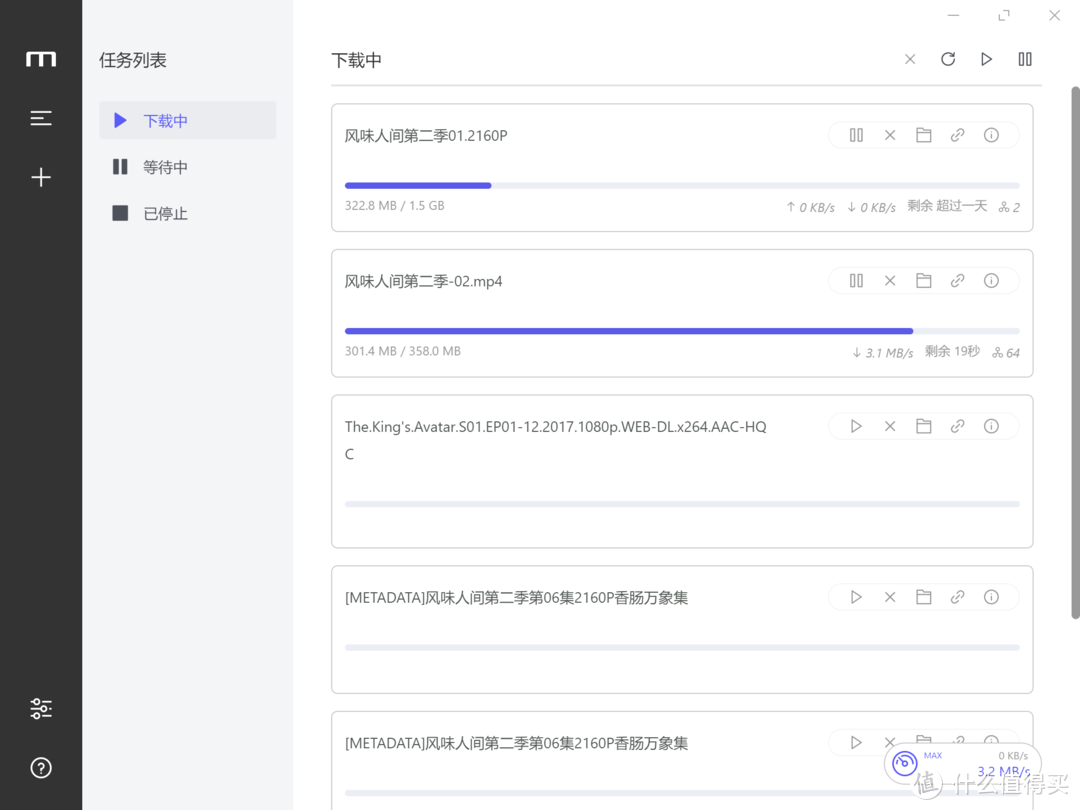 m
任务列表
下载中
等待中
已停止
下载中
风味人间第二季01.2160P
322.8 MB / 1.5 GB
↑ 0 KB/s ↓ 0 KB/s 剩余 超过一天 2
风味人间第二季-02.mp4
301.4 MB / 358.0 MB
↓ 3.1 MB/s 剩余 19秒 64
The.King's.Avatar.S01.EP01-12.2017.1080p.WEB-DL.x264.AAC-HQ
C
[METADATA]风味人间第二季第06集2160P香肠万象集
[METADATA]风味人间第二季第06集2160P香肠万象集
MAX
0 KB/s
3.2 MB/s
值 什么值得买